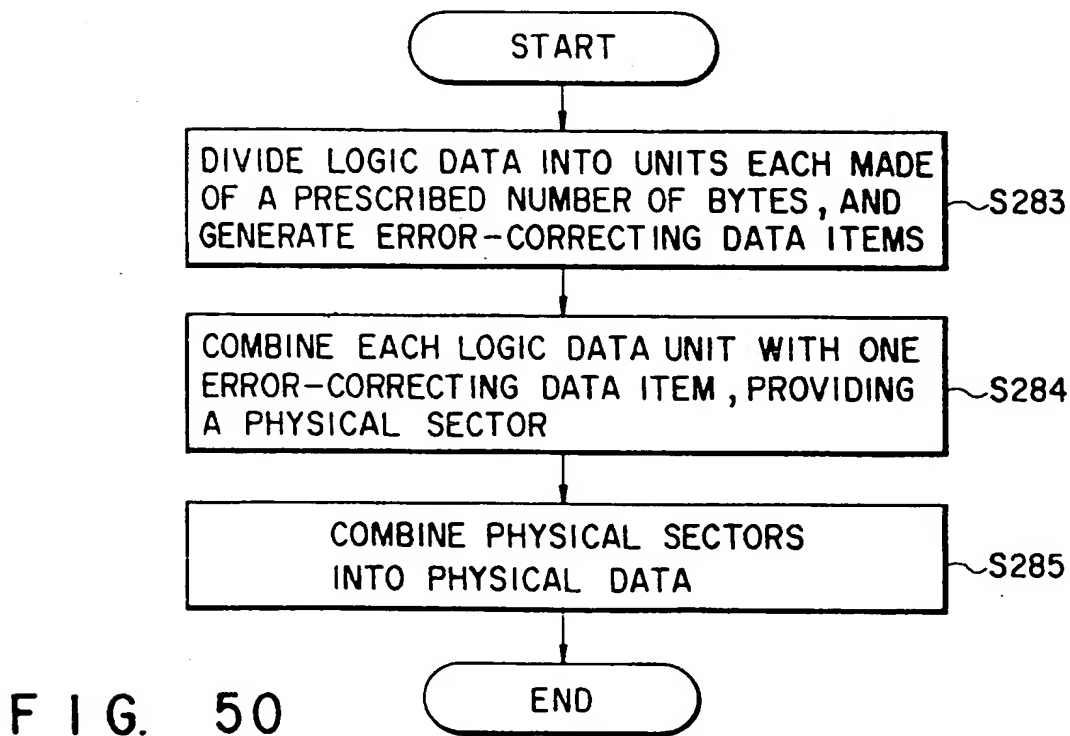 START
DIVIDE LOGIC DATA INTO UNITS EACH MADE
OF A PRESCRIBED NUMBER OF BYTES, AND
GENERATE ERROR-CORRECTING DATA ITEMS
S283
COMBINE EACH LOGIC DATA UNIT WITH ONE
ERROR-CORRECTING DATA ITEM, PROVIDING
A PHYSICAL SECTOR
S284
COMBINE PHYSICAL SECTORS
INTO PHYSICAL DATA
S285
END
FIG. 50